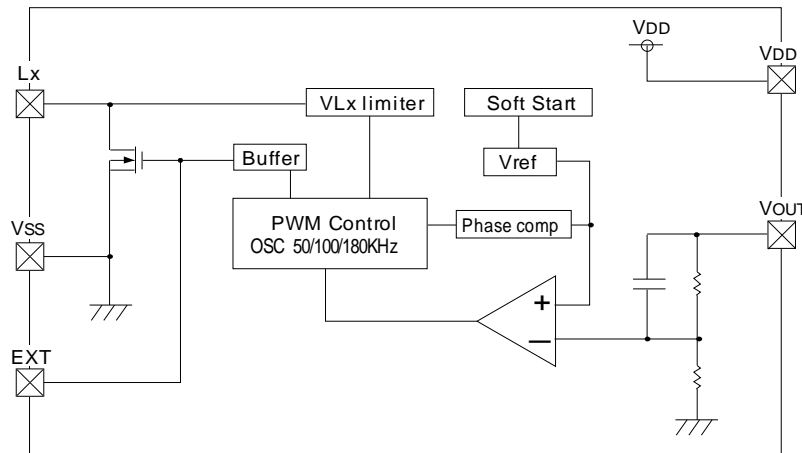 VDD
Lx
VDD
VLx limiter
Soft Start
Buffer
Vref
VSS
PWM Control
OSC 50/100/180KHz
Phase comp
VOUT
+
−
EXT